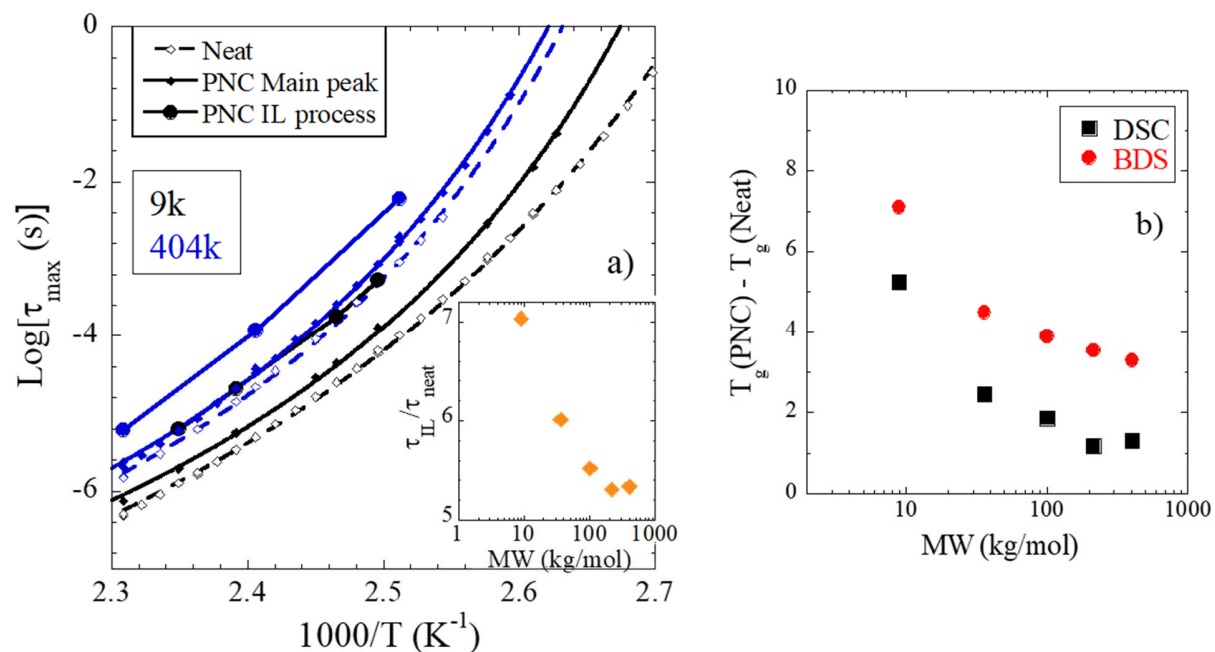 Neat
PNC Main peak
PNC IL process
9k
404k
a)
Log[τmax (s)]
0
-2
-4
-6
2.3 2.4 2.5 2.6 2.7
1000/T (K⁻¹)
τIL/τneat
7
6
5
1 10 100 1000
MW (kg/mol)
DSC
BDS
b)
Tg(PNC) - Tg(Neat)
10
8
6
4
2
0
10 100 1000
MW (kg/mol)